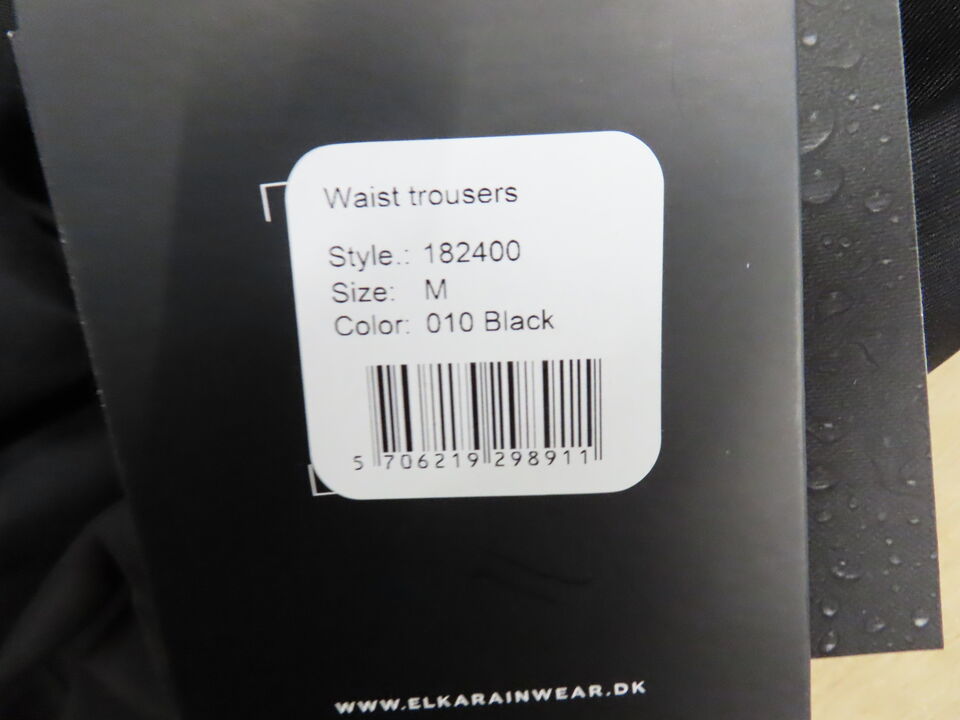 Waist trousers
Style.: 182400
Size: M
Color: 010 Black
5 706219 298911
WWW.ELKARAINWEAR.DK